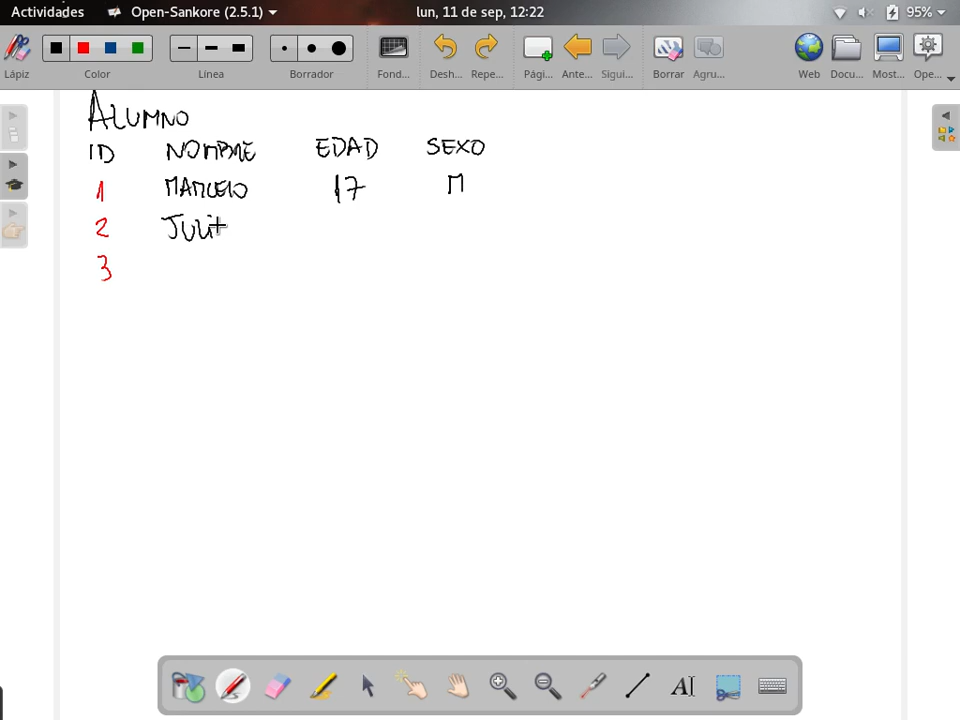 Actividades Open-Sankore (2.5.1) lun, 11 de sep, 12:22 95%
Lápiz Color Línea Borrador Fond... Desh... Repe... Pági... Ante... Sigui... Borrar Agru... Web Docu... Most... Ope...
ALUMNO
ID NOMBRE EDAD SEXO
1 MARCELO 17 M
2 JULI
3